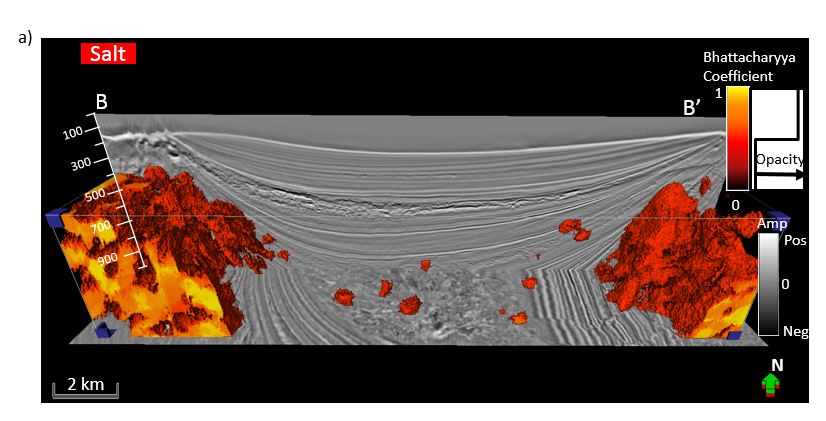 a)
Salt
Bhattacharyya
Coefficient
1
B
B’
100
300
Opacity
500
0
700
Amp
Pos
900
0
Neg
N
2 km